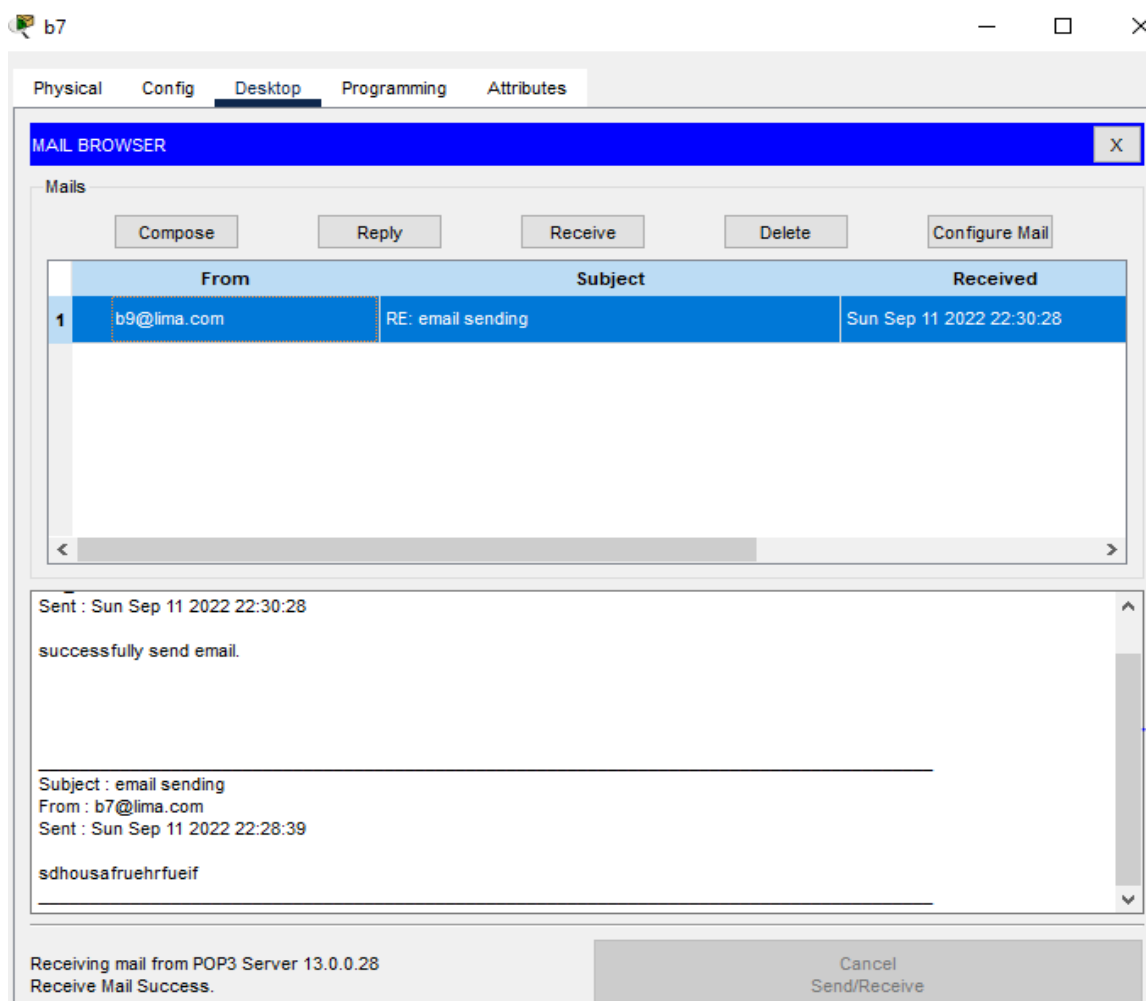 b7
Physical Config Desktop Programming Attributes
MAIL BROWSER X
Mails
Compose Reply Receive Delete Configure Mail
From Subject Received
1 b9@lima.com RE: email sending Sun Sep 11 2022 22:30:28
Sent : Sun Sep 11 2022 22:30:28
successfully send email.
Subject : email sending
From : b7@lima.com
Sent : Sun Sep 11 2022 22:28:39
sdhousafruehrfueif
Receiving mail from POP3 Server 13.0.0.28
Receive Mail Success.
Cancel
Send/Receive